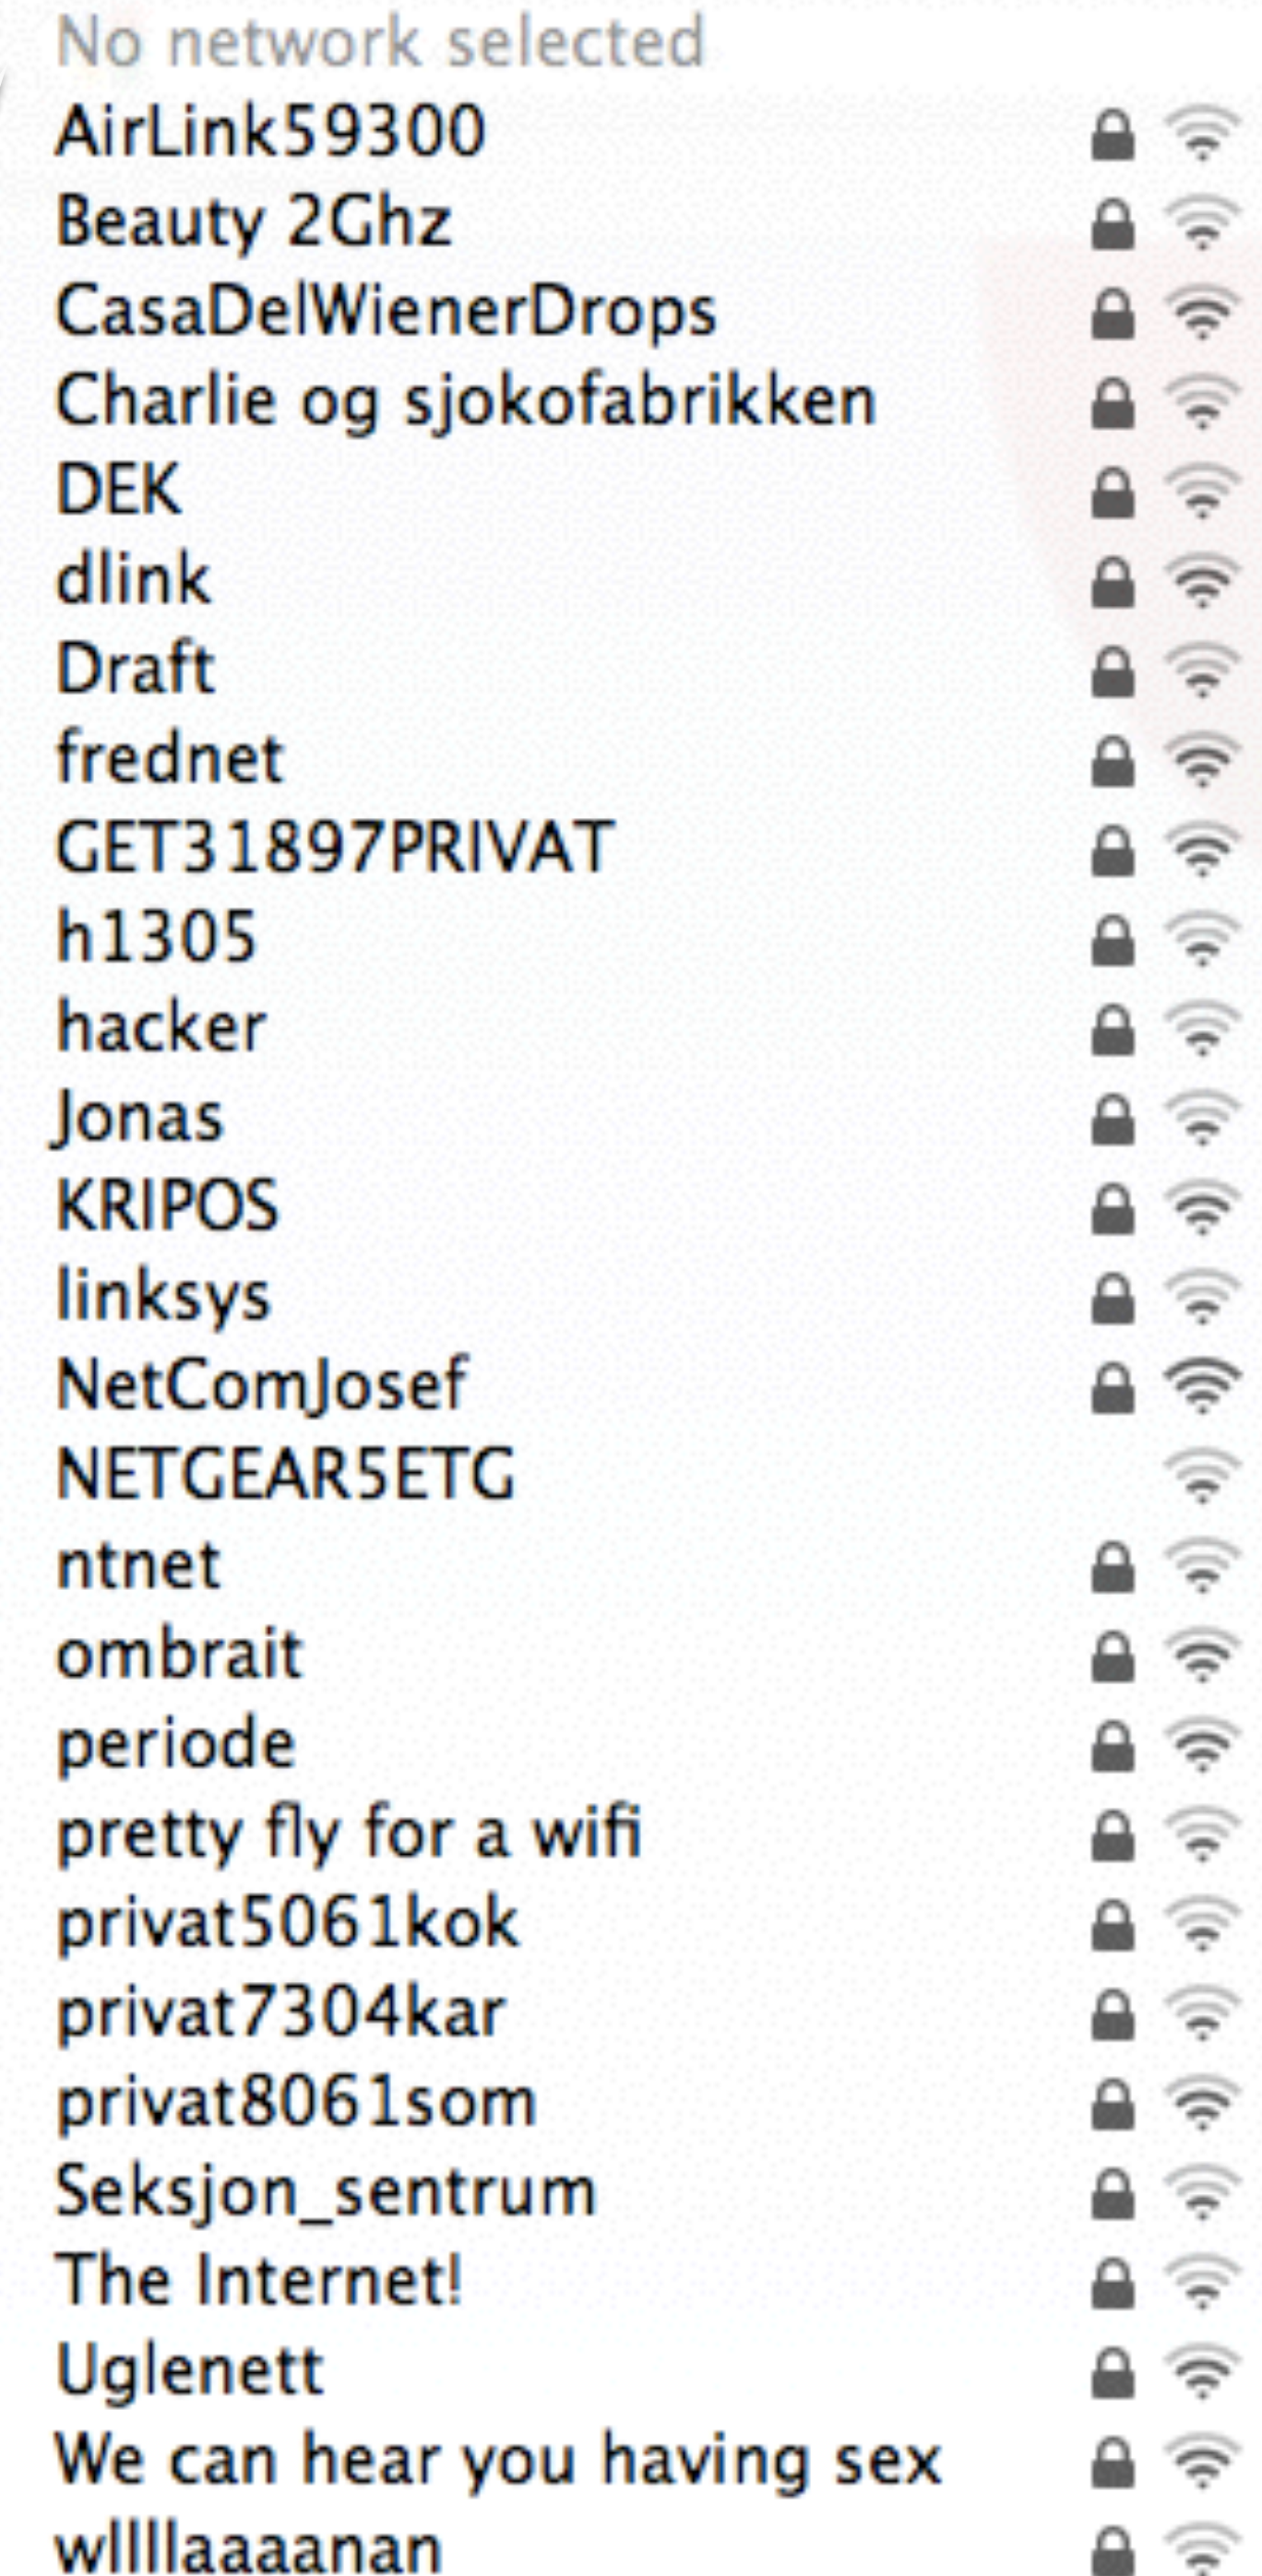 No network selected
AirLink59300
Beauty 2Ghz
CasaDelWienerDrops
Charlie og sjokofabrikken
DEK
dlink
Draft
frednet
GET31897PRIVAT
h1305
hacker
Jonas
KRIPOS
linksys
NetComJosef
NETGEAR5ETG
ntnet
ombrait
periode
pretty fly for a wifi
privat5061kok
privat7304kar
privat8061som
Seksjon_sentrum
The Internet!
Uglenett
We can hear you having sex
wllllaaaanan